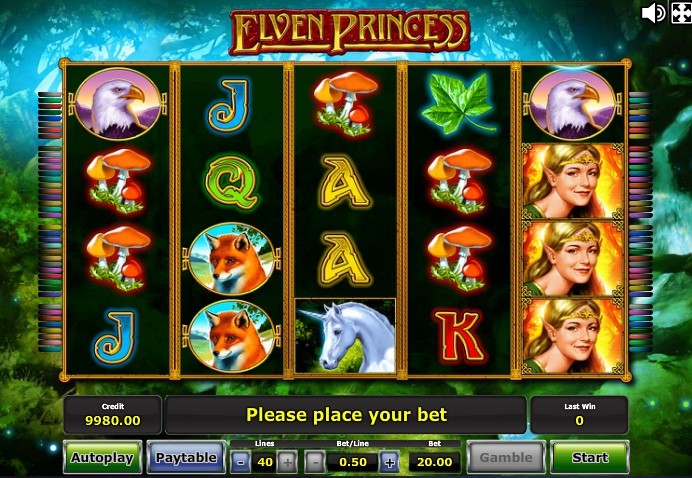 ELVEN PRINCESS
J
Q
A
A
J
K
Credit
9980.00
Please place your bet
Last Win
0
Autoplay
Paytable
Lines
- 40 +
Bet/Line
- 0.50 +
Bet
20.00
Gamble
Start